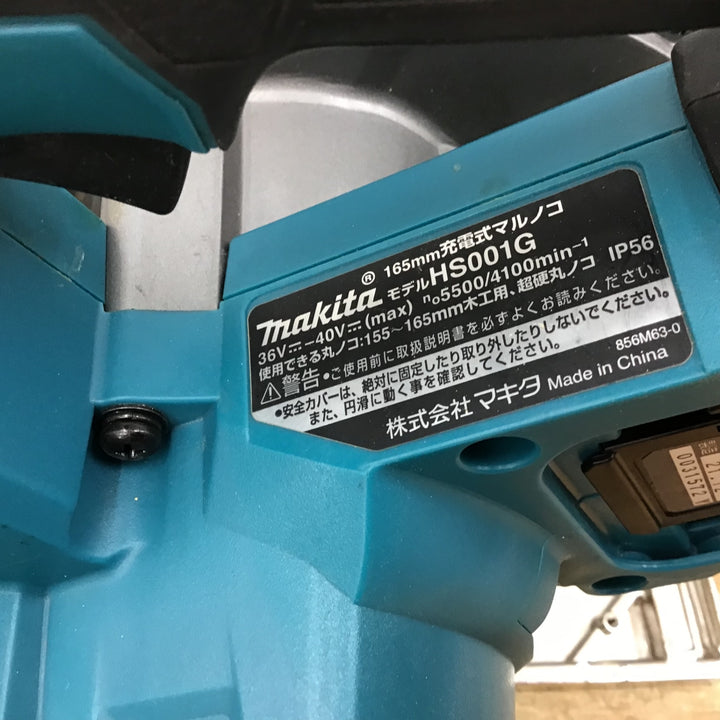 165mm充電式マルノコ
makita® モデルHS001G
36V⎓–40V⎓(max) n₀5500/4100min⁻¹ IP56
使用できる丸ノコ:155~165mm木工用、超硬丸ノコ
警告 •ご使用前に取扱説明書を必ずよくお読みください。
•安全カバーは、絶対に固定したり取り外したりしないでください。
また、円滑に動く事を確認してください。
856M63-0
株式会社マキタ Made in China
0031572